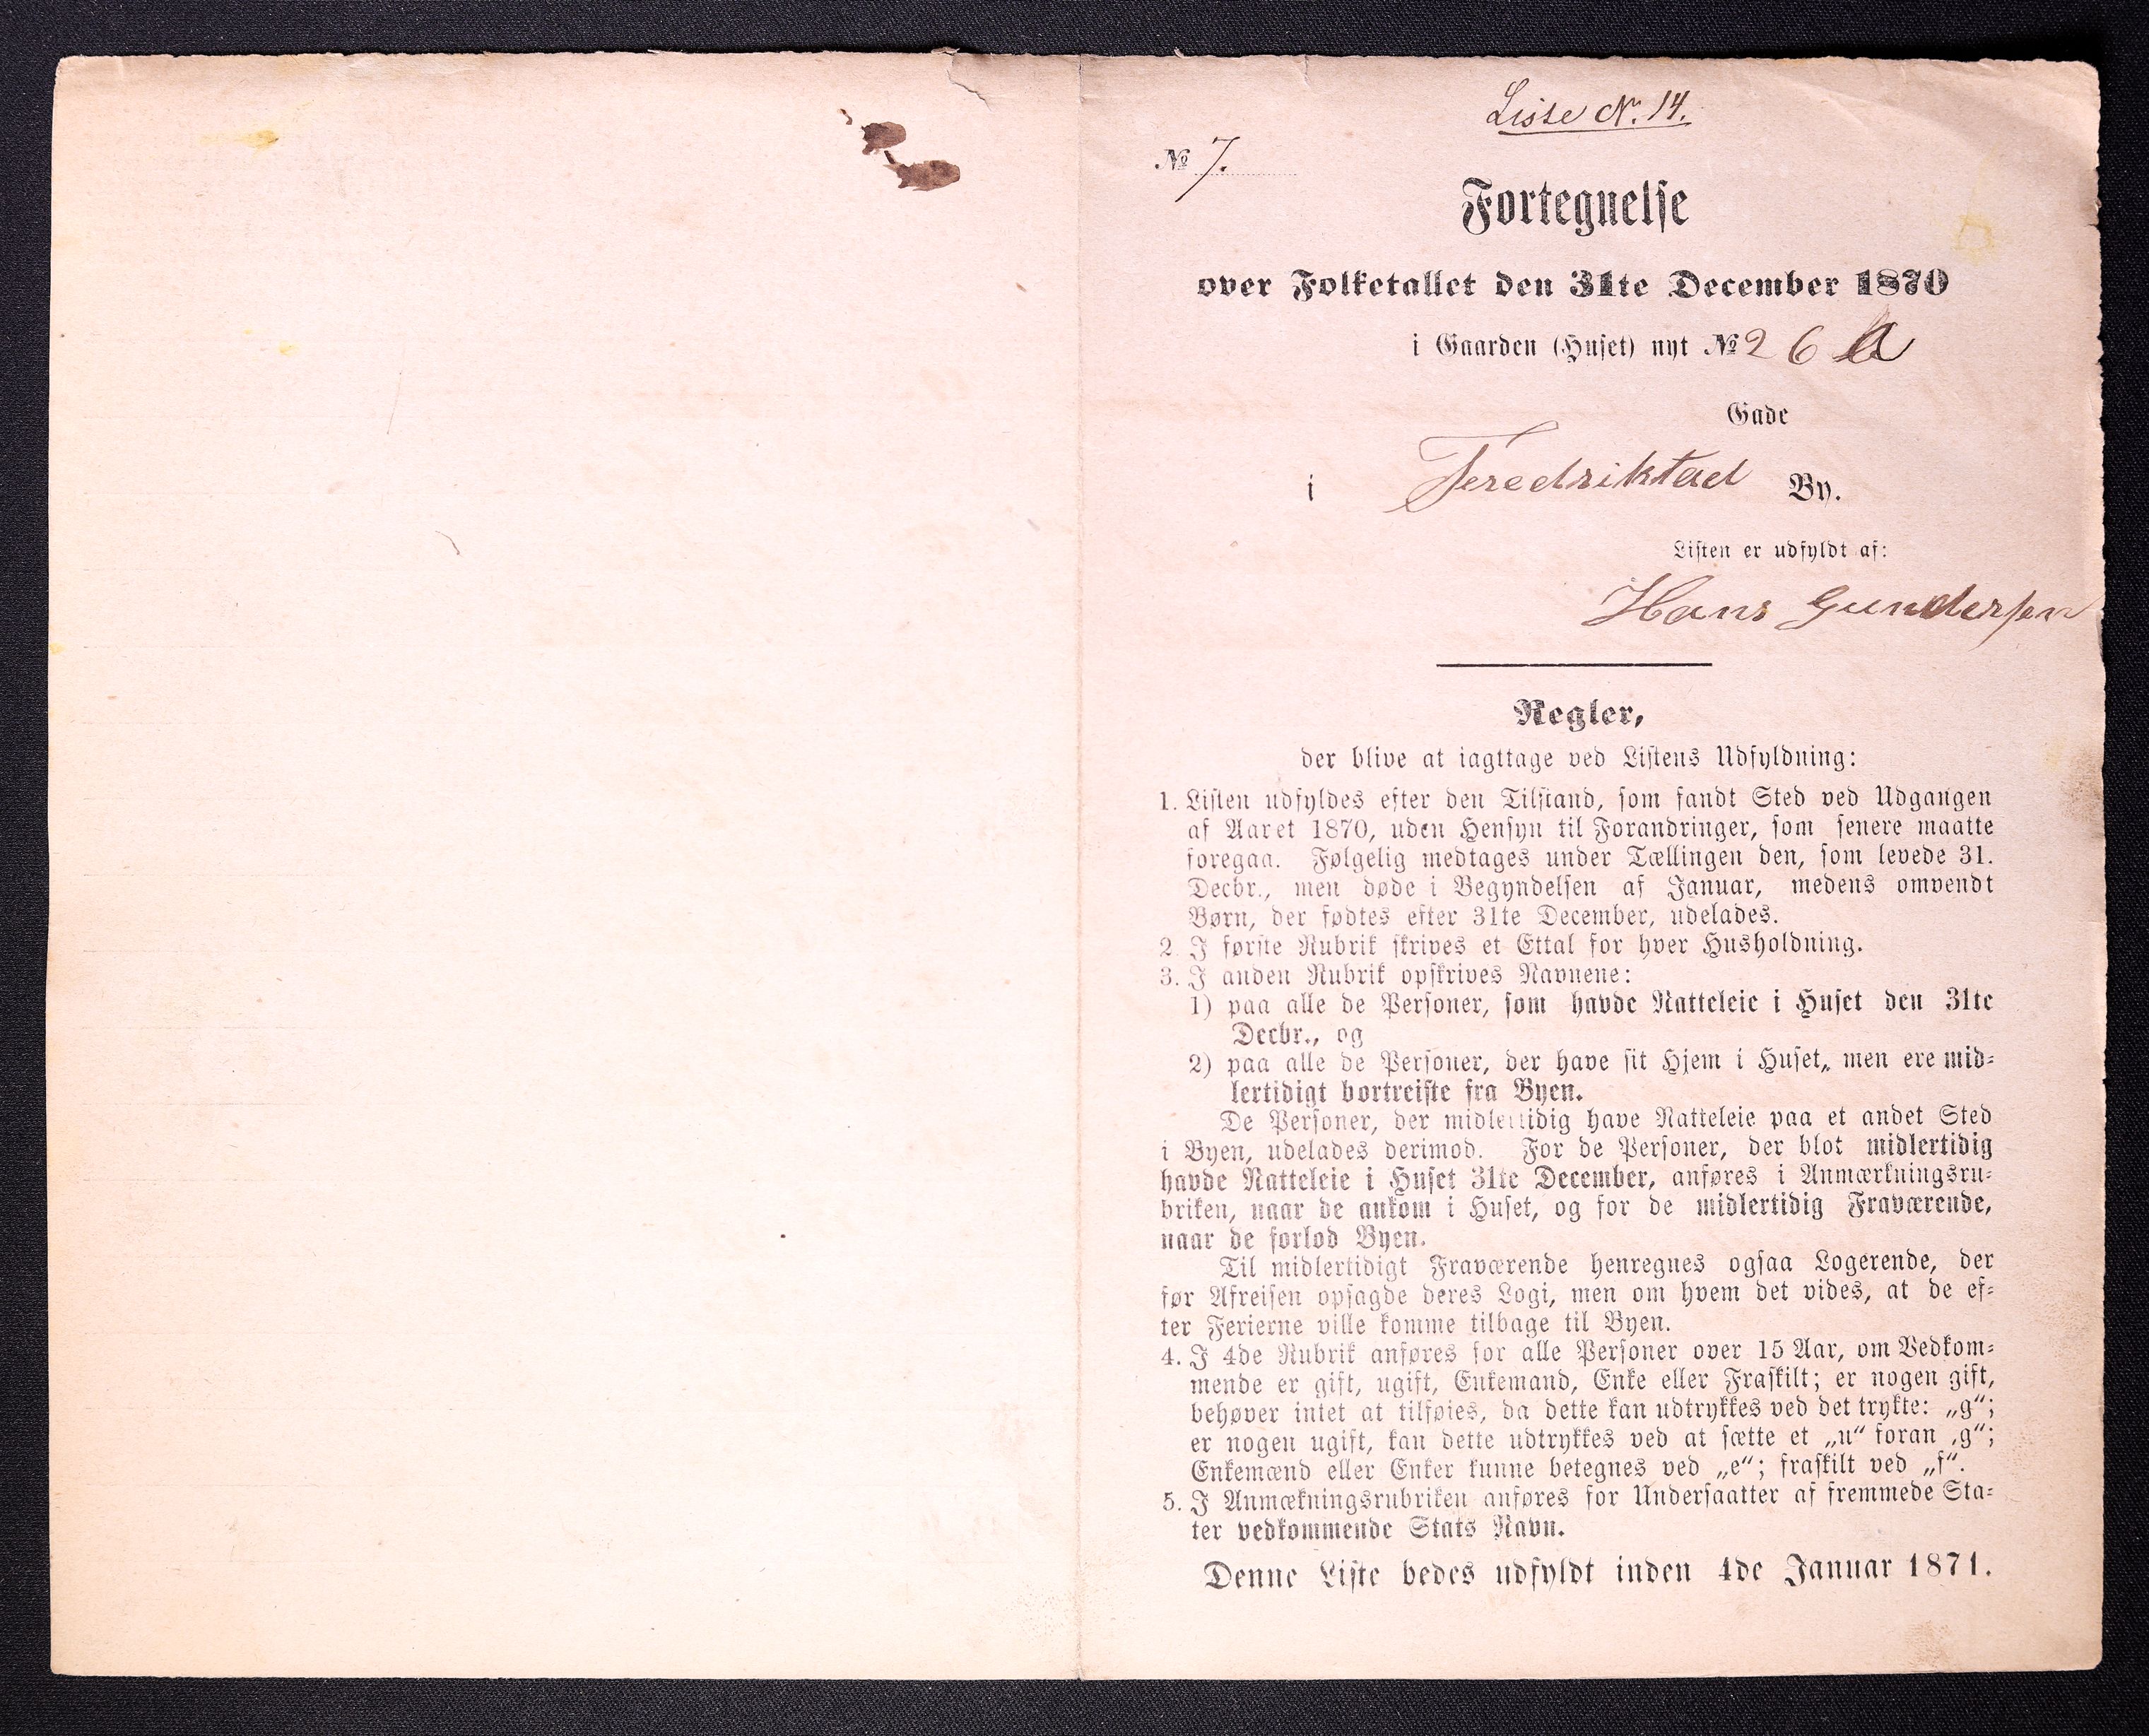 Liste № 14.
№ 7.
Fortegnelse
over Folketallet den 31te December 1870
i Gaarden (Huset) nyt № 26 a
Gade
i Feredriktad By.
Listen er udfyldt af:
Hans Gundersen
Regler,
der blive at iagttage ved Listens Udfyldning:
1. Listen udfyldes efter den Tilstand, som fandt Sted ved Udgangen
af Aaret 1870, uden Hensyn til Forandringer, som senere maatte
foregaa. Følgelig medtages under Tællingen den, som levede 31.
Decbr., men døde i Begyndelsen af Januar, medens omvendt
Børn, der fødtes efter 31te December, udelades.
2. I første Rubrik skrives et Ettal for hver Husholdning.
3. I anden Rubrik opskrives Navnene:
1) paa alle de Personer, som havde Natteleie i Huset den 31te
Decbr., og
2) paa alle de Personer, der have sit Hjem i Huset, men ere mid-
lertidigt bortreiste fra Byen.
De Personer, der midlertidig have Natteleie paa et andet Sted
i Byen, udelades derimod. For de Personer, der blot midlertidig
havde Natteleie i Huset 31te December, anføres i Anmærkningsru-
briken, naar de ankom i Huset, og for de midlertidig Fraværende,
naar de forlod Byen.
Til midlertidigt Fraværende henregnes ogsaa Logerende, der
før Afreisen opsagde deres Logi, men om hvem det vides, at de ef-
ter Ferierne ville komme tilbage til Byen.
4. I 4de Rubrik anføres for alle Personer over 15 Aar, om Vedkom-
mende er gift, ugift, Enkemand, Enke eller Fraskilt; er nogen gift,
behøver intet at tilføies, da dette kan udtrykkes ved det trykte: „g“;
er nogen ugift, kan dette udtrykkes ved at sætte et „u“ foran „g“;
Enkemænd eller Enker kunne betegnes ved „e“; fraskilt ved „f“.
5. I Anmækningsrubriken anføres for Undersaatter af fremmede Sta-
ter vedkommende Stats Navn.
Denne Liste bedes udfyldt inden 4de Januar 1871.